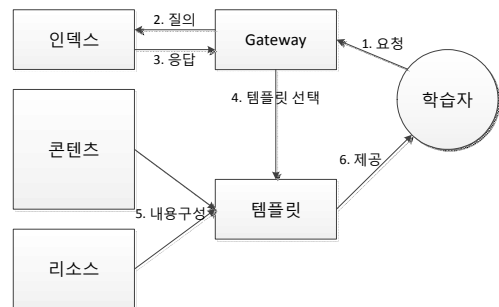 2. 질의
인덱스
Gateway
3. 응답
1. 요청
4. 템플릿 선택
학습자
콘텐츠
6. 제공
5. 내용구성
템플릿
리소스